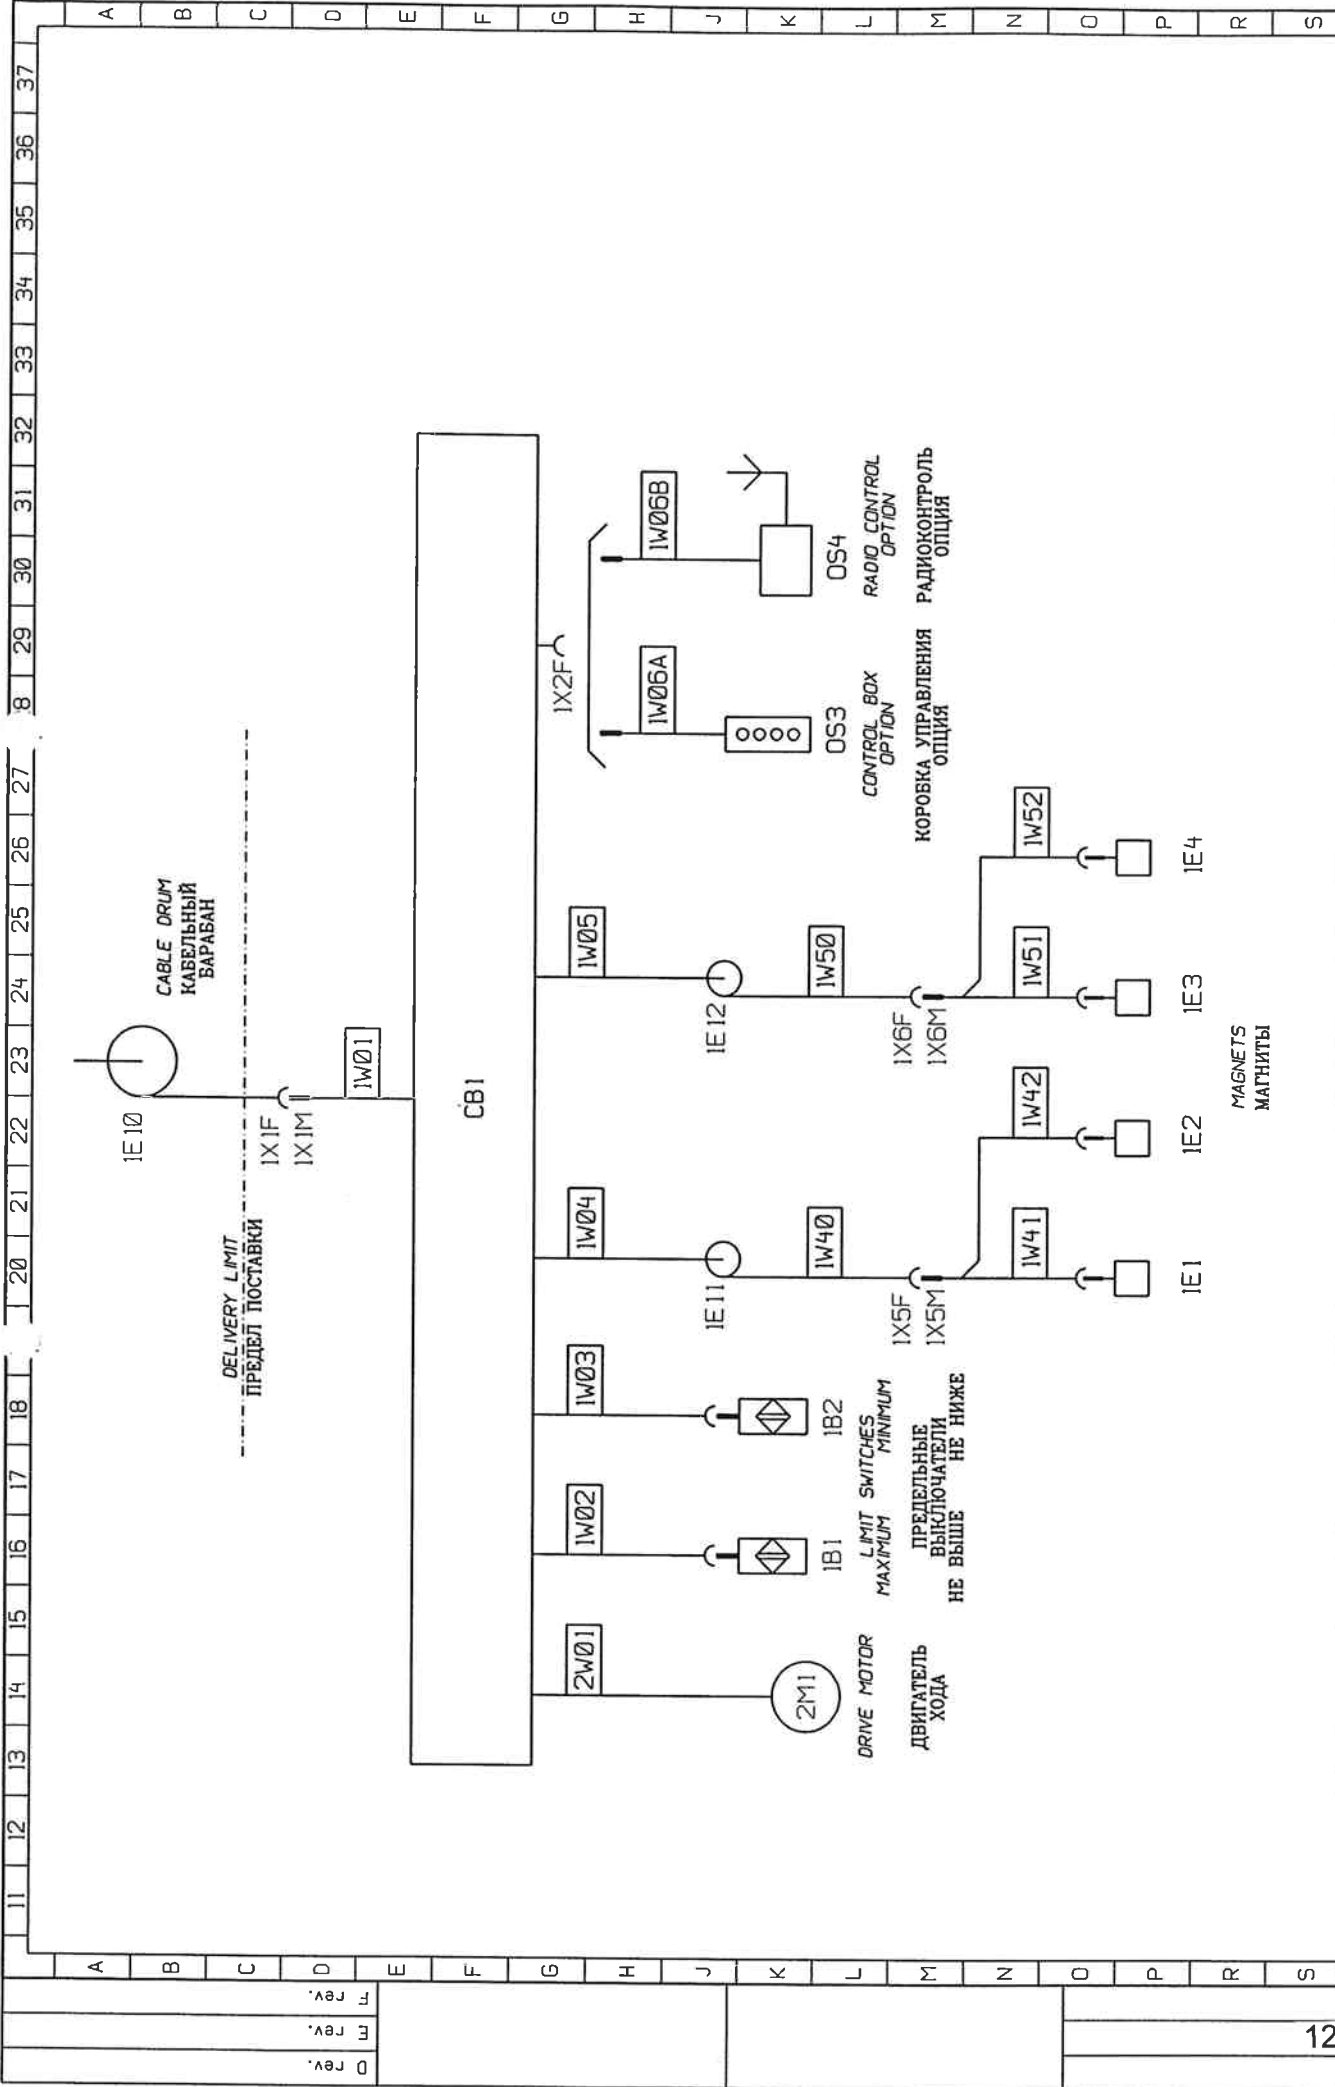 11 12 13 14 15 16 17 18 20 21 22 23 24 25 26 27 8 29 30 31 32 33 34 35 36 37
A
B
C
D
E
F
G
H
J
K
L
M
N
O
P
R
S
A
B
C
D
E
F
G
H
J
K
L
M
N
O
P
R
S
1E10
CABLE DRUM
КАБЕЛЬНЫЙ
БАРАБАН
DELIVERY LIMIT
ПРЕДЕЛ ПОСТАВКИ
1X1F
1X1M
1W01
CB1
2W01
1W02
1W03
1W04
1W05
1X2F
1W06A
1W06B
1E11
1E12
2M1
1B1
1B2
1W40
1W50
OS3
OS4
DRIVE MOTOR
ДВИГАТЕЛЬ
ХОДА
LIMIT SWITCHES
MAXIMUM MINIMUM
ПРЕДЕЛЬНЫЕ
ВЫКЛЮЧАТЕЛИ
НЕ ВЫШЕ НЕ НИЖЕ
CONTROL BOX
OPTION
КОРОБКА УПРАВЛЕНИЯ
ОПЦИЯ
RADIO CONTROL
OPTION
РАДИОКОНТРОЛЬ
ОПЦИЯ
1X5F
1X5M
1X6F
1X6M
1W41
1W42
1W51
1W52
1E1
1E2
1E3
1E4
MAGNETS
МАГНИТЫ
F rev.
E rev.
D rev.
12